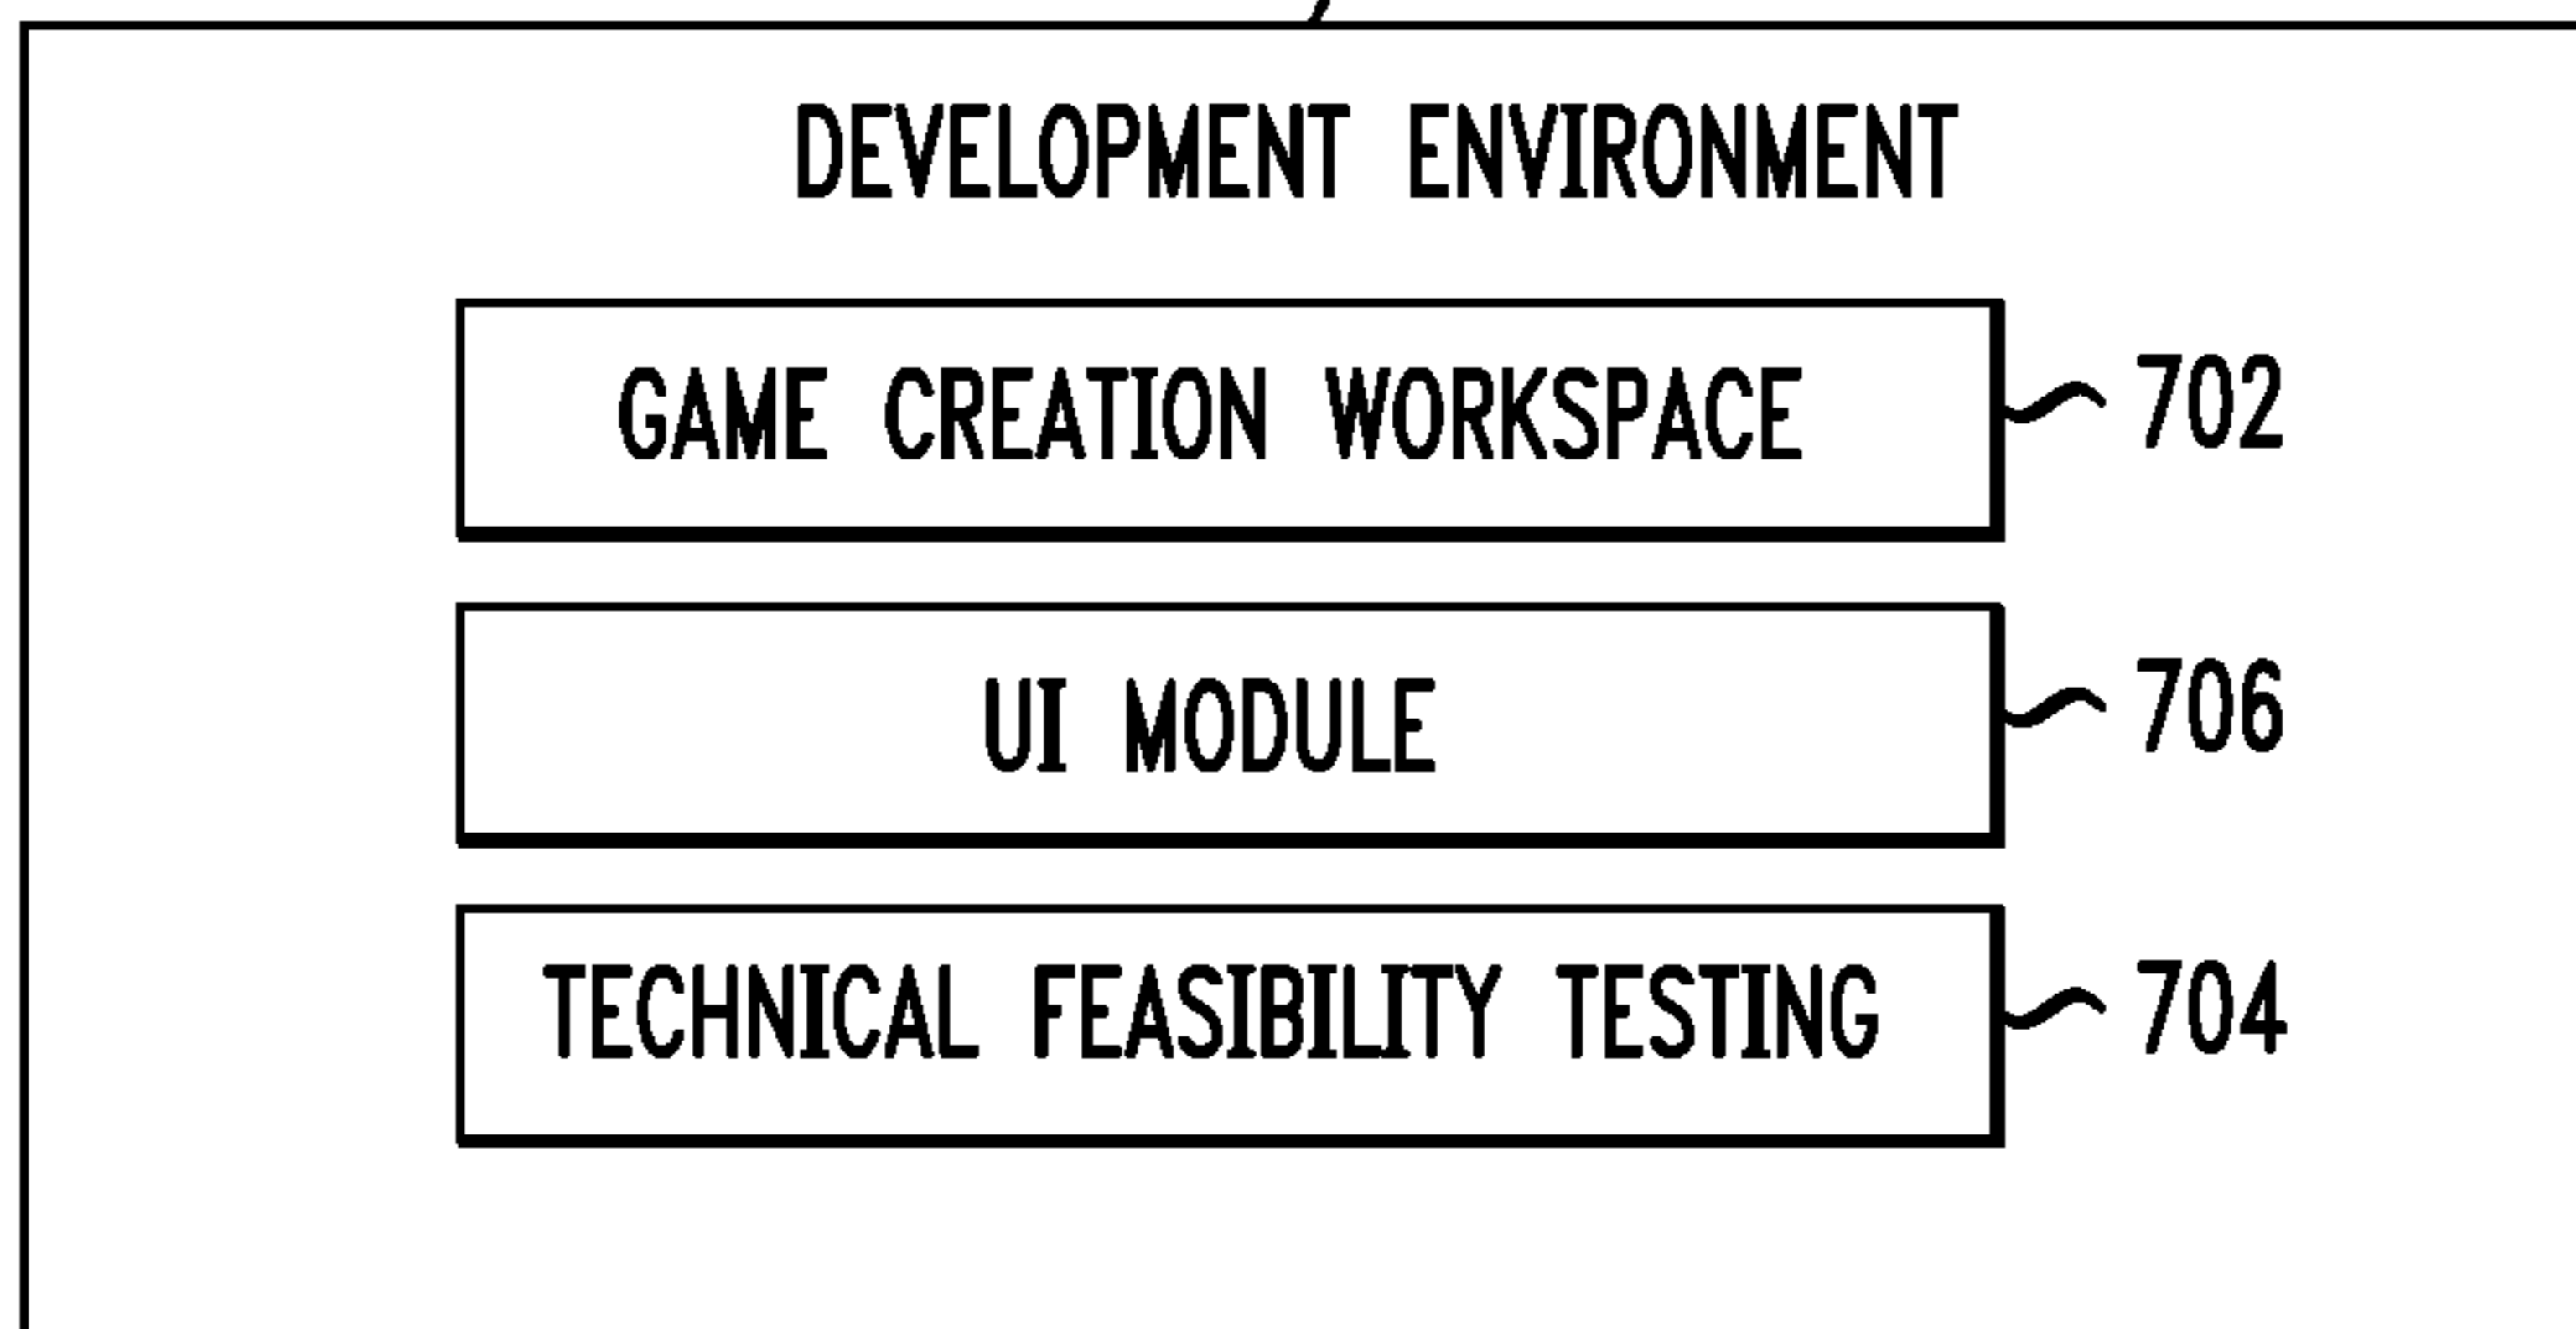 DEVELOPMENT ENVIRONMENT
GAME CREATION WORKSPACE 702
UI MODULE 706
TECHNICAL FEASIBILITY TESTING 704